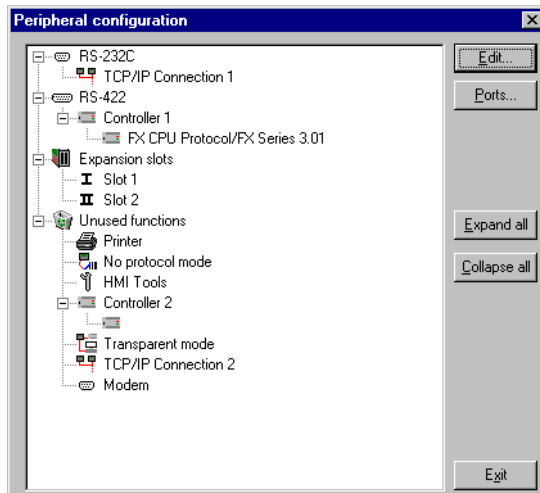 Peripheral configuration
RS-232C
TCP/IP Connection 1
RS-422
Controller 1
FX CPU Protocol/FX Series 3.01
Expansion slots
I Slot 1
II Slot 2
Unused functions
Printer
No protocol mode
HMI Tools
Controller 2
Transparent mode
TCP/IP Connection 2
Modem
Edit...
Ports...
Expand all
Collapse all
Exit